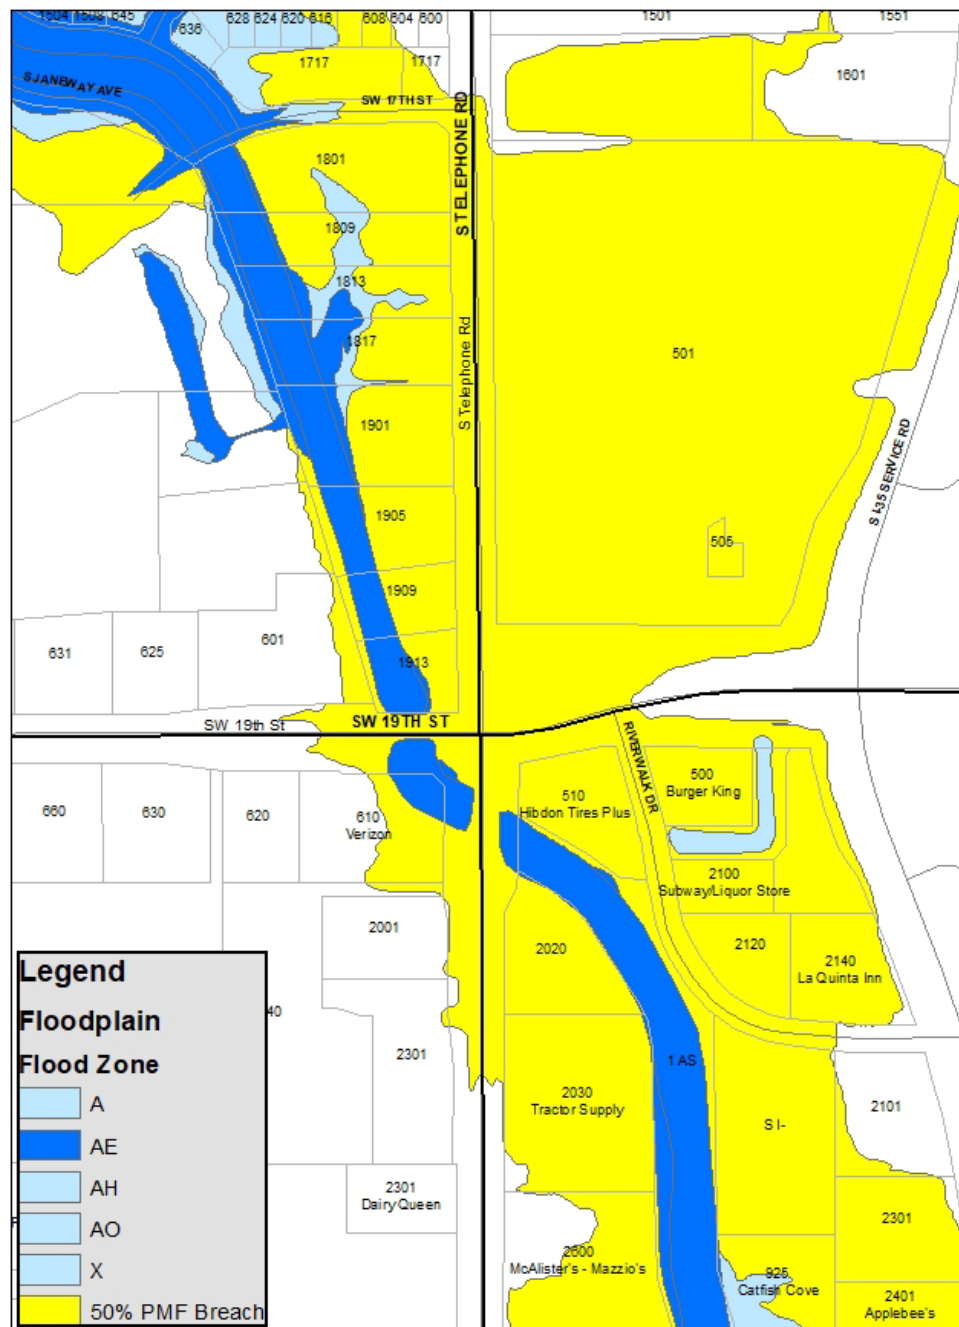 1504 1508 645
636
628 624 620 616
608 604 600
1501
1551
1717
1717
1601
S JANEWAY AVE
SW 17TH ST
S TELEPHONE RD
1801
1809
1813
1817
S Telephone Rd
501
1901
S I-35 SERVICE RD
1905
505
1909
631
625
601
1913
SW 19th St
SW 19TH ST
RIVERWALK DR
660
630
620
610
Verizon
510
Hibdon Tires Plus
500
Burger King
2100
Subway/Liquor Store
2001
2020
2120
2140
La Quinta Inn
40
2301
1 AS
2030
Tractor Supply
S I-
2101
2301
Dairy Queen
2301
2600
McAlister's - Mazzio's
925
Catfish Cove
2401
Applebee's
Legend
Floodplain
Flood Zone
A
AE
AH
AO
X
50% PMF Breach